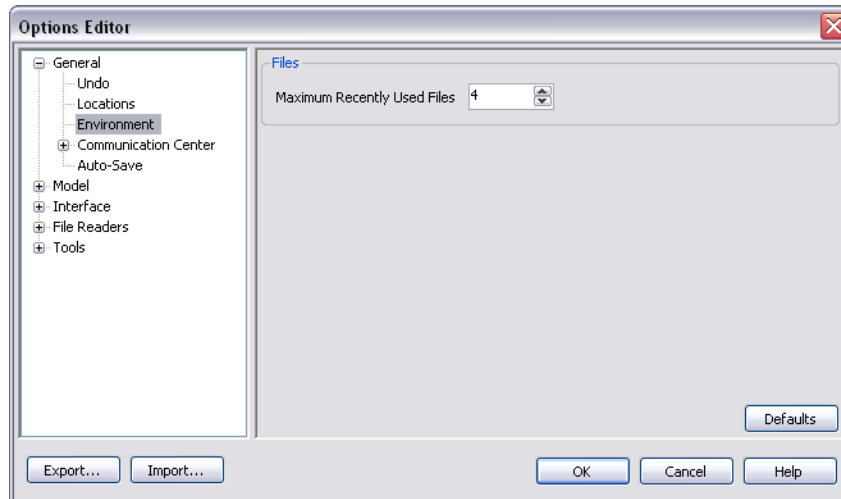 Options Editor
General
Undo
Locations
Environment
Communication Center
Auto-Save
Model
Interface
File Readers
Tools
Files
Maximum Recently Used Files 4
Defaults
Export... Import... OK Cancel Help